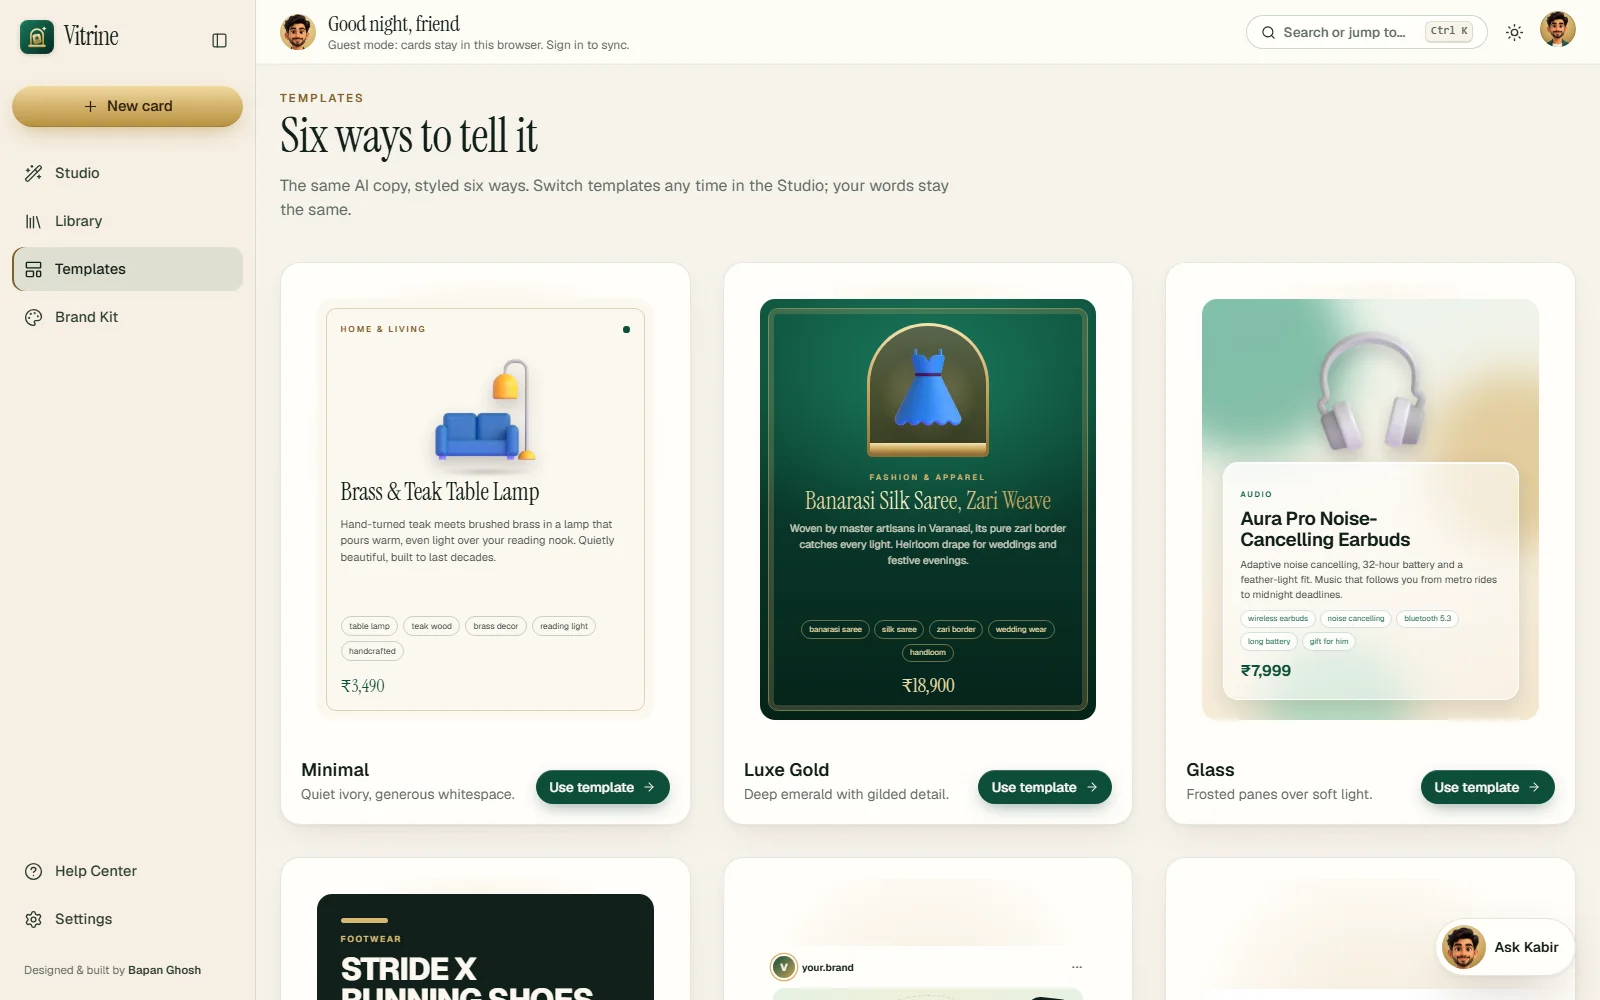 Vitrine
New card
Studio
Library
Templates
Brand Kit
Help Center
Settings
Designed & built by Bapan Ghosh
Good night, friend
Guest mode: cards stay in this browser. Sign in to sync.
Search or jump to...
Ctrl K
TEMPLATES
Six ways to tell it
The same AI copy, styled six ways. Switch templates any time in the Studio; your words stay
the same.
HOME & LIVING
Brass & Teak Table Lamp
Hand-turned teak meets brushed brass in a lamp that
pours warm, even light over your reading nook. Quietly
beautiful, built to last decades.
table lamp
teak wood
brass decor
reading light
handcrafted
₹3,490
Minimal
Quiet ivory, generous whitespace.
Use template
FASHION & APPAREL
Banarasi Silk Saree, Zari Weave
Woven by master artisans in Varanasi, its pure zari border
catches every light. Heirloom drape for weddings and
festive evenings.
banarasi saree
silk saree
zari border
wedding wear
handloom
₹18,900
Luxe Gold
Deep emerald with gilded detail.
Use template
AUDIO
Aura Pro Noise-
Cancelling Earbuds
Adaptive noise cancelling, 32-hour battery and a
feather-light fit. Music that follows you from metro rides
to midnight deadlines.
wireless earbuds
noise cancelling
bluetooth 5.3
long battery
gift for him
₹7,999
Glass
Frosted panes over soft light.
Use template
FOOTWEAR
STRIDE X
RUNNING SHOES
V
your.brand
Ask Kabir